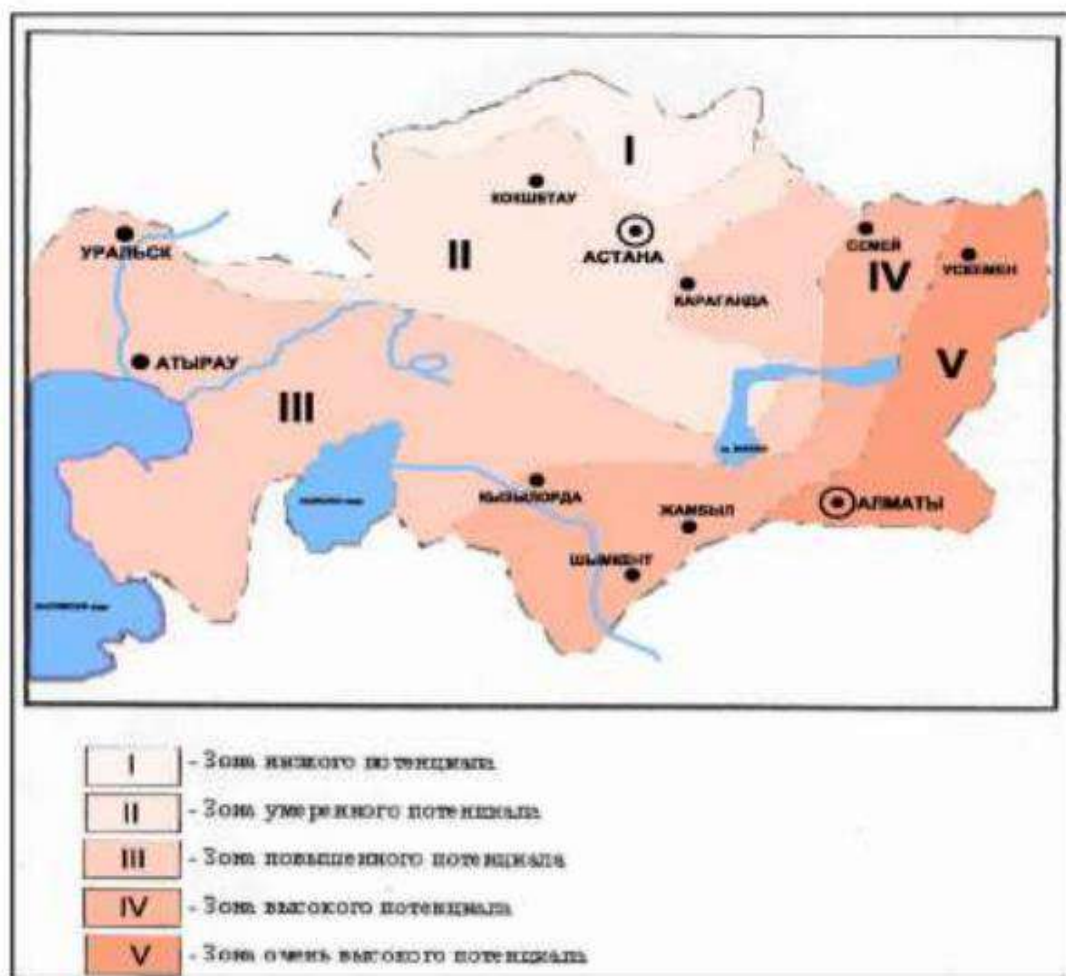 I
КОКШЕТАУ
УРАЛЬСК
II
АСТАНА
СЕМЕЙ
IV
УСКЕМЕН
КАРАГАНДА
АТЫРАУ
V
III
КЫЗЫЛОРДА
ЖАМБЫЛ
АЛМАТЫ
ШЫМКЕНТ
I - Зона низкого потенциала
II - Зона умеренного потенциала
III - Зона повышенного потенциала
IV - Зона высокого потенциала
V - Зона очень высокого потенциала